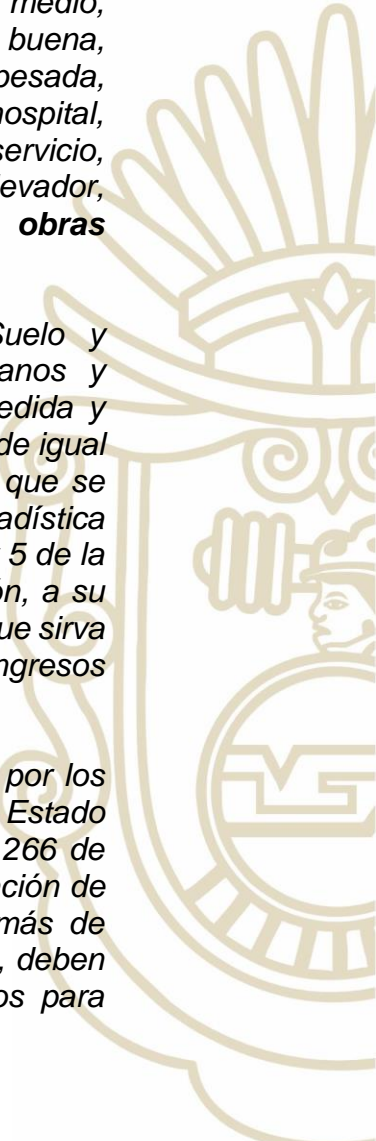 medio,
buena,
pesada,
hospital,
servicio,
levador,
obras
Suelo y
anos y
edida y
de igual
que se
adística
5 de la
ón, a su
ue sirva
ngresos
por los
Estado
266 de
ación de
más de
, deben
os para